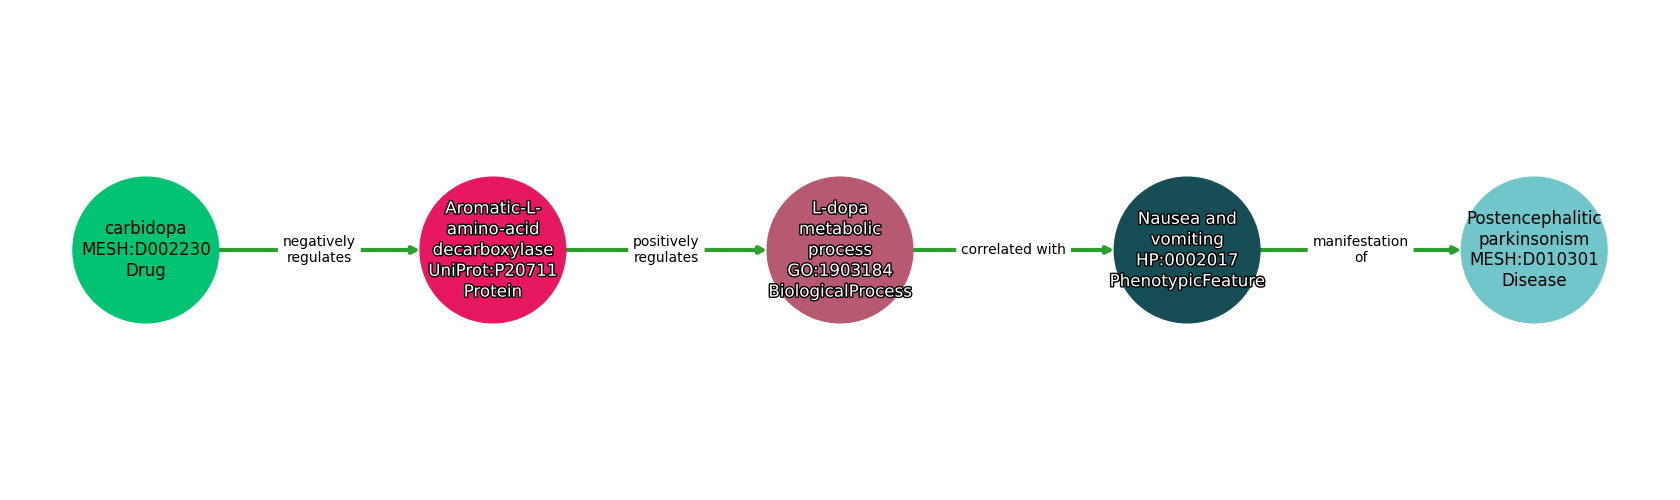 carbidopa
MESH:D002230
Drug
negatively
regulates
Aromatic-L-
amino-acid
decarboxylase
UniProt:P20711
Protein
positively
regulates
L-dopa
metabolic
process
GO:1903184
BiologicalProcess
correlated with
Nausea and
vomiting
HP:0002017
PhenotypicFeature
manifestation
of
Postencephalitic
parkinsonism
MESH:D010301
Disease